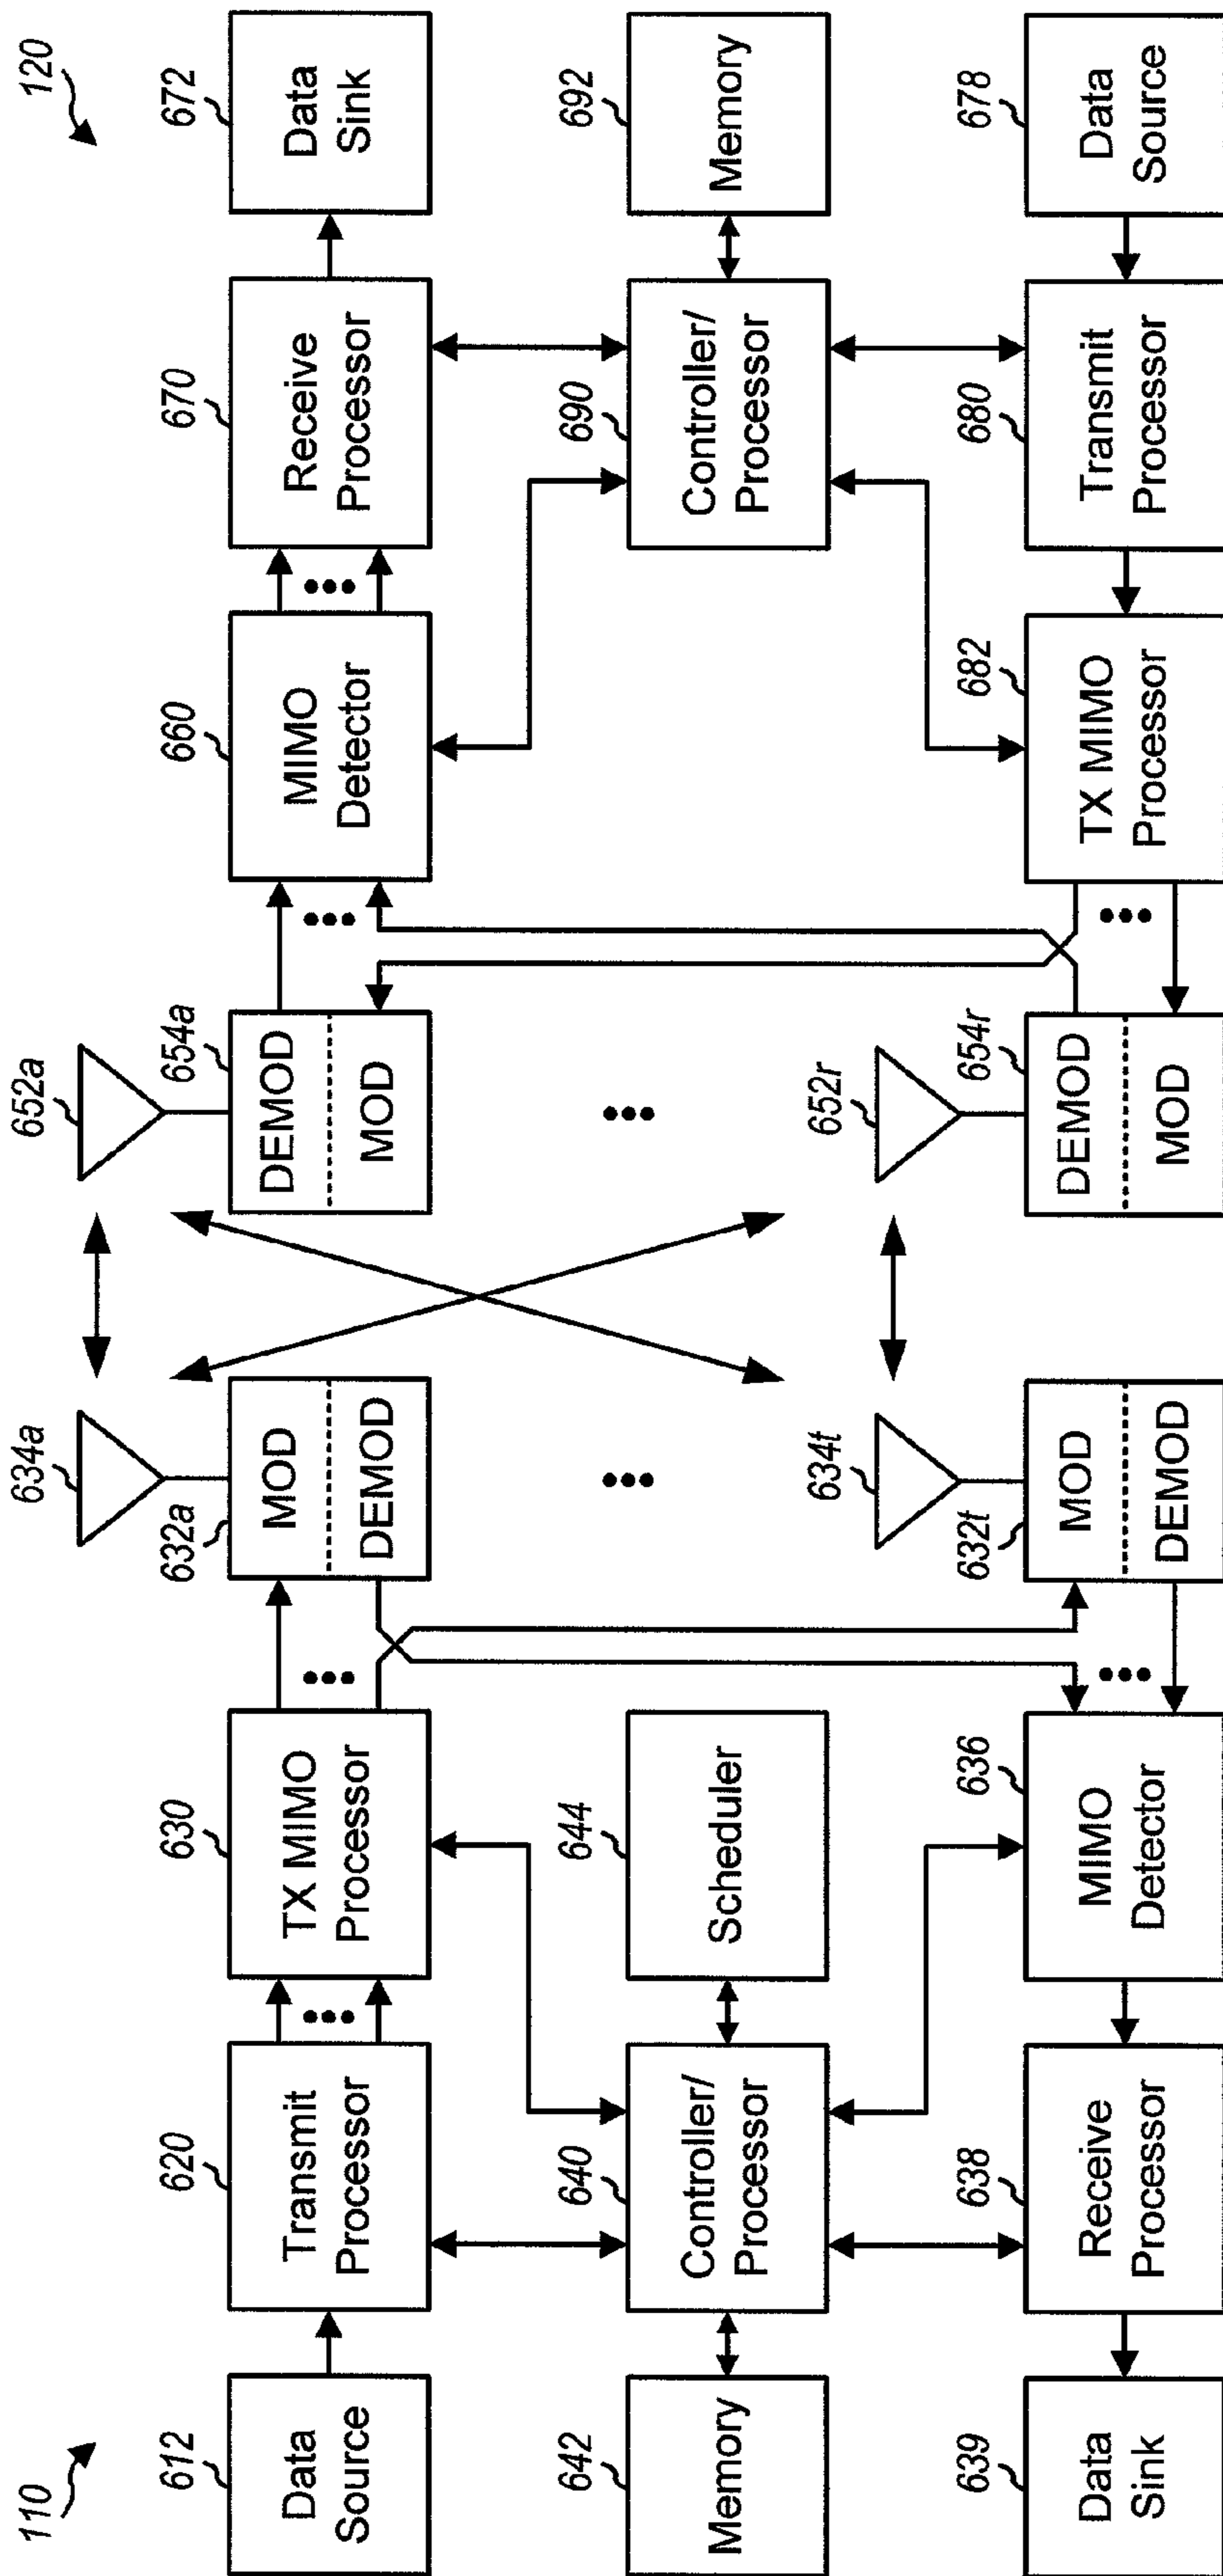 110
612
Data
Source
620
Transmit
Processor
630
TX MIMO
Processor
632a
MOD
DEMOD
634a
652a
654a
DEMOD
MOD
660
MIMO
Detector
670
Receive
Processor
672
Data
Sink
120
642
Memory
640
Controller/
Processor
644
Scheduler
690
Controller/
Processor
692
Memory
639
Data
Sink
638
Receive
Processor
636
MIMO
Detector
632t
MOD
DEMOD
634t
652r
654r
DEMOD
MOD
682
TX MIMO
Processor
680
Transmit
Processor
678
Data
Source